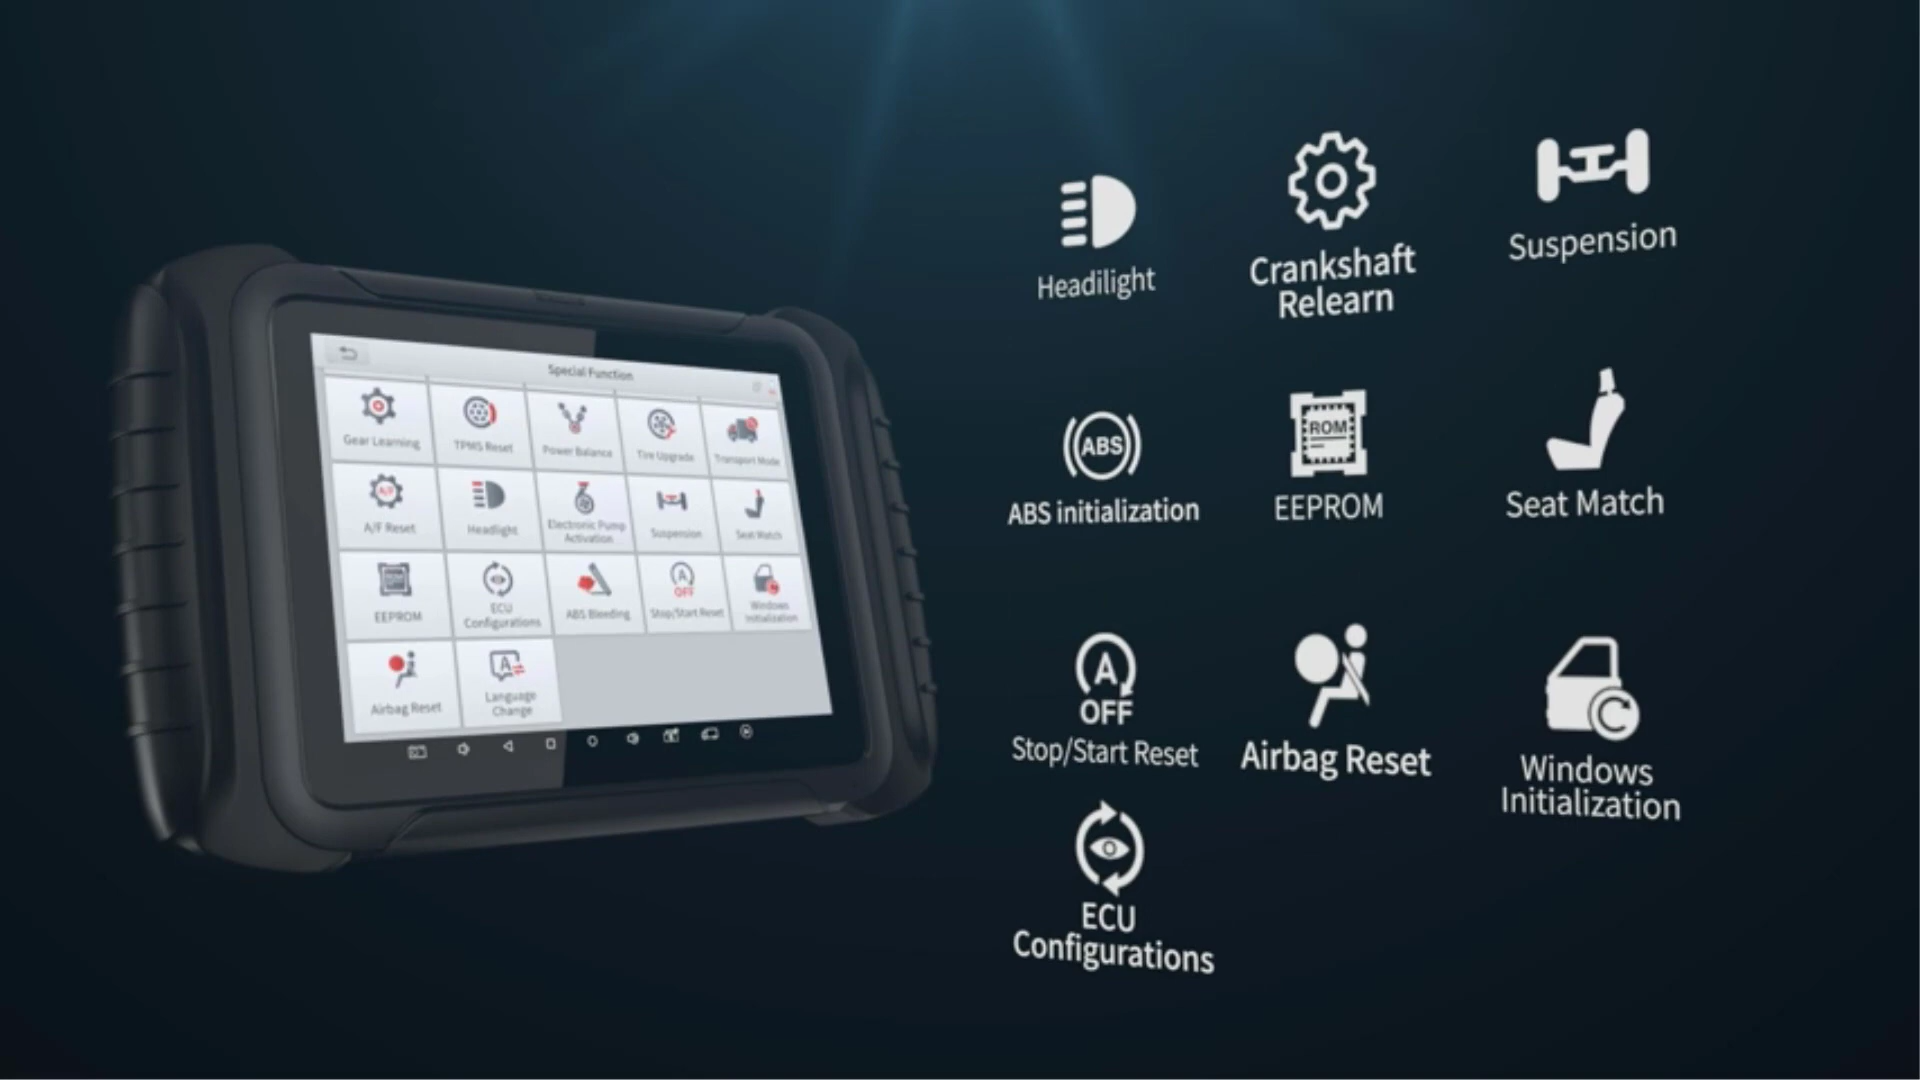 Special Function
Gear Learning
TPMS Reset
Power Balance
Tire Upgrade
Transport Mode
A/F
A/F Reset
Headlight
Electronic Pump
Activation
Suspension
Seat Match
ROM
EEPROM
ECU
Configurations
ABS Bleeding
A
OFF
Stop/Start Reset
Windows
Initialization
Airbag Reset
A
Language
Change
Headilight
Crankshaft
Relearn
Suspension
ABS
ABS initialization
ROM
EEPROM
Seat Match
A
OFF
Stop/Start Reset
Airbag Reset
Windows
Initialization
ECU
Configurations